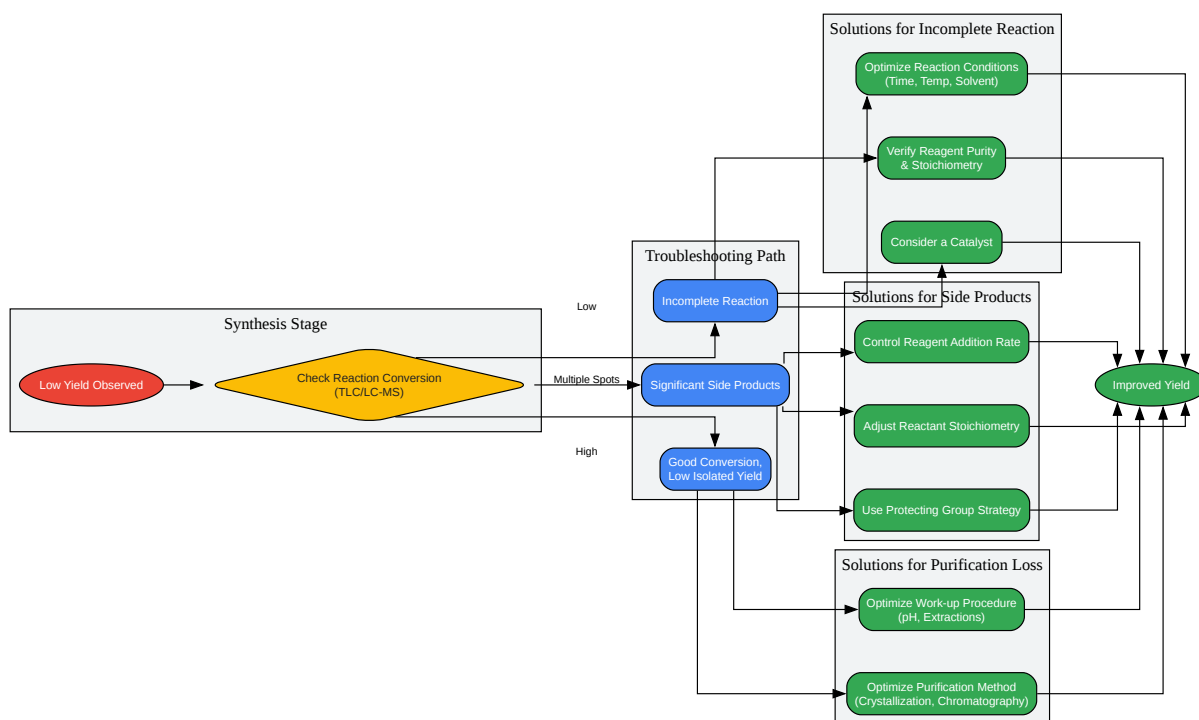 Synthesis Stage
Low Yield Observed
Check Reaction Conversion
(TLC/LC-MS)
Low
Multiple Spots
High
Troubleshooting Path
Incomplete Reaction
Significant Side Products
Good Conversion,
Low Isolated Yield
Solutions for Incomplete Reaction
Optimize Reaction Conditions
(Time, Temp, Solvent)
Verify Reagent Purity
& Stoichiometry
Consider a Catalyst
Solutions for Side Products
Control Reagent Addition Rate
Adjust Reactant Stoichiometry
Use Protecting Group Strategy
Solutions for Purification Loss
Optimize Work-up Procedure
(pH, Extractions)
Optimize Purification Method
(Crystallization, Chromatography)
Improved Yield